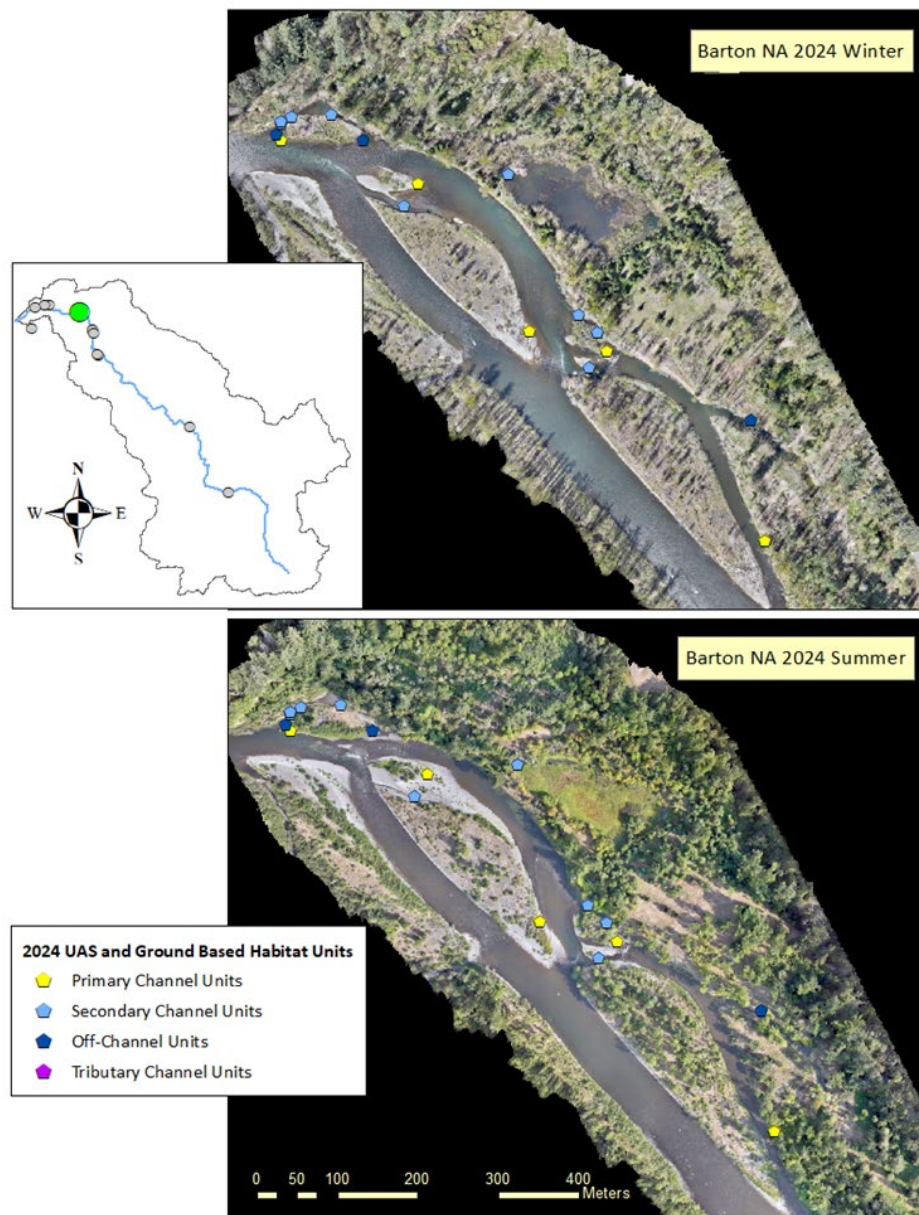 Barton NA 2024 Winter
N
W E
S
Barton NA 2024 Summer
2024 UAS and Ground Based Habitat Units
Primary Channel Units
Secondary Channel Units
Off-Channel Units
Tributary Channel Units
0 50 100 200 300 400
Meters